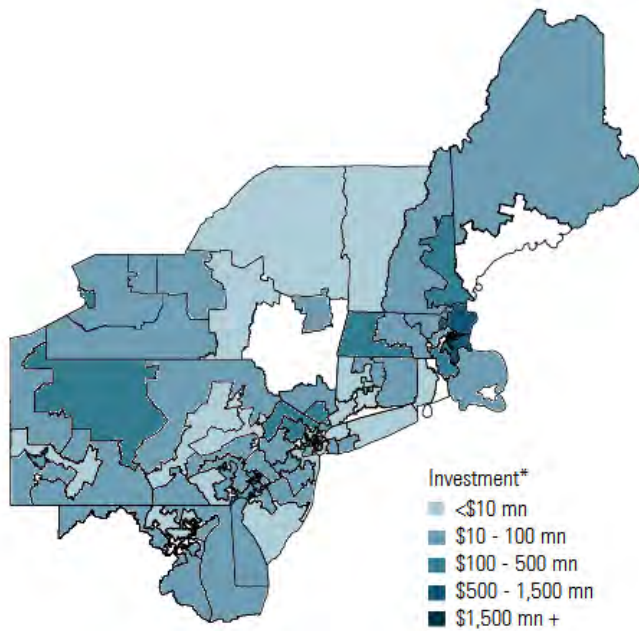 Investment*
<$10 mn
$10 - 100 mn
$100 - 500 mn
$500 - 1,500 mn
$1,500 mn +